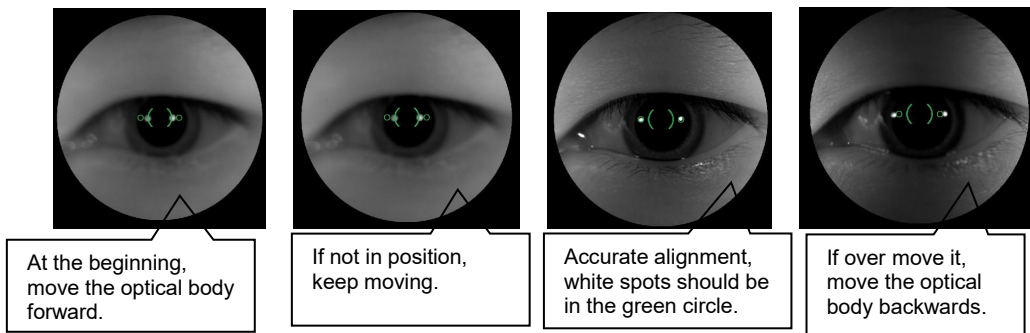 At the beginning,
move the optical body
forward.
If not in position,
keep moving.
Accurate alignment,
white spots should be
in the green circle.
If over move it,
move the optical
body backwards.